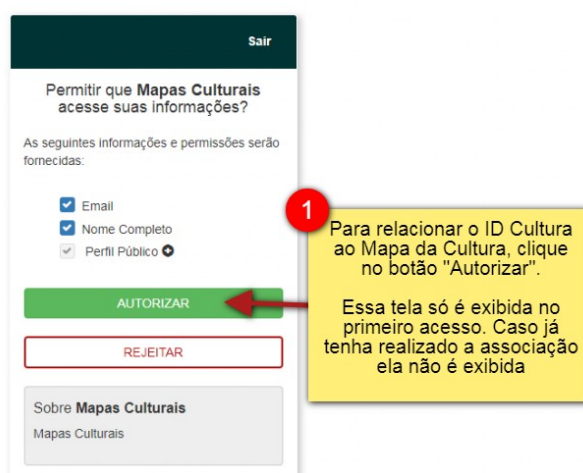 Sair
Permitir que Mapas Culturais
acesse suas informações?
As seguintes informações e permissões serão
fornecidas:
Email
Nome Completo
Perfil Público
AUTORIZAR
REJEITAR
Sobre Mapas Culturais
Mapas Culturais
1
Para relacionar o ID Cultura
ao Mapa da Cultura, clique
no botão "Autorizar".
Essa tela só é exibida no
primeiro acesso. Caso já
tenha realizado a associação
ela não é exibida